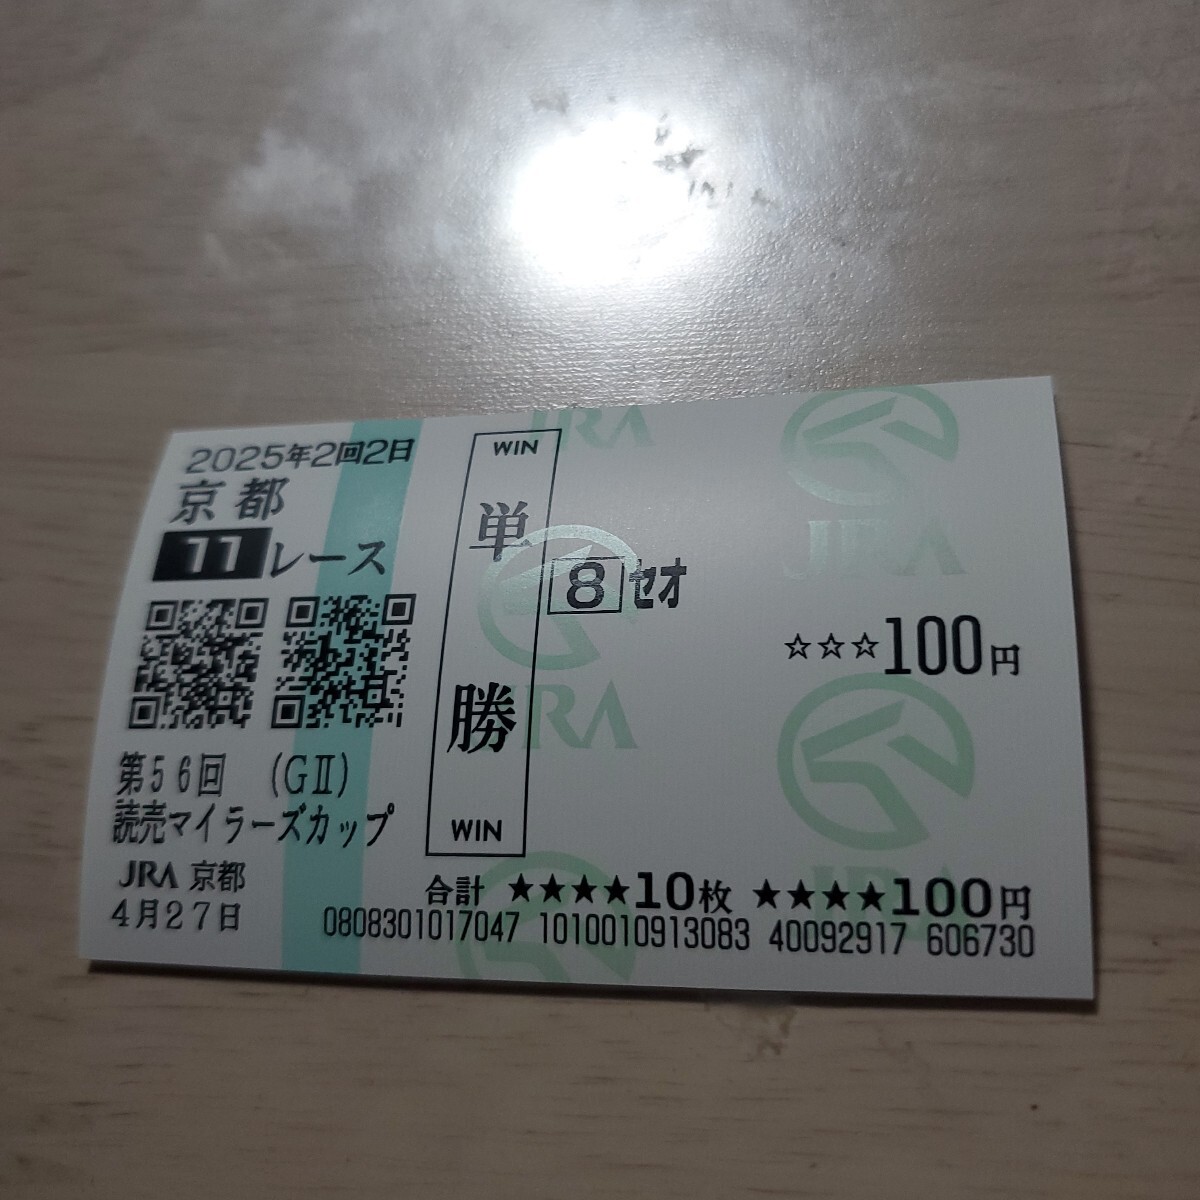 2025年2回2日
京都
11レース
第56回 (GⅡ)
読売マイラーズカップ
JRA 京都
4月27日
WIN
単勝
WIN
8 セオ
☆☆☆100円
合計 ★★★★10枚 ★★★★100円
0808301017047 1010010913083 40092917 606730
JRA
JRA
JRA